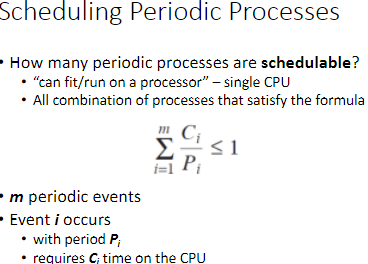 Scheduling Periodic Processes
• How many periodic processes are schedulable?
• “can fit/run on a processor” – single CPU
• All combination of processes that satisfy the formula
m
∑ Cᵢ/Pᵢ ≤ 1
i=1
• m periodic events
• Event i occurs
• with period Pᵢ
• requires Cᵢ time on the CPU